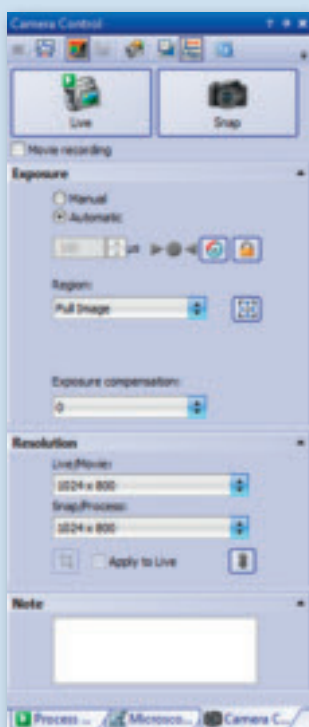 Camera Control
Live
Snap
Movie recording
Exposure
Manual
Automatic
µs
Region:
Full Image
Exposure compensation:
0
Resolution
Live/Movie:
1024 x 800
Snap/Process:
1024 x 800
Apply to Live
Note
Process ...
Microsco...
Camera C...